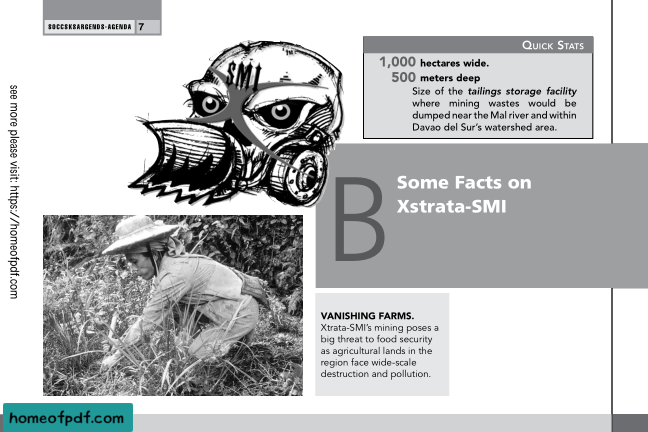 SOCCSKSARGENDS-AGENDA 7
SMI
™
QUICK STATS
1,000 hectares wide.
500 meters deep
Size of the tailings storage facility
where mining wastes would be
dumped near the Mal river and within
Davao del Sur's watershed area.
B
Some Facts on
Xstrata-SMI
VANISHING FARMS.
Xtrata-SMI's mining poses a
big threat to food security
as agricultural lands in the
region face wide-scale
destruction and pollution.
see more please visit: https://homeofpdf.com
homeofpdf.com